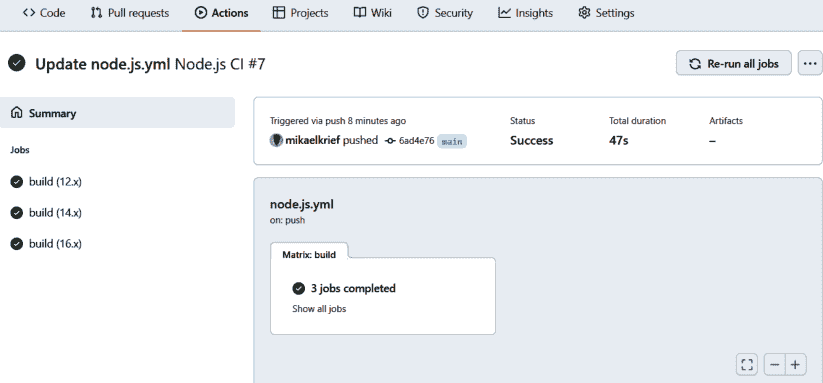 Code Pull requests Actions Projects Wiki Security Insights Settings
Update node.js.yml Node.js CI #7
Re-run all jobs
Summary
Jobs
build (12.x)
build (14.x)
build (16.x)
Triggered via push 8 minutes ago
mikaelkrief pushed 6ad4e76 main
Status
Success
Total duration
47s
Artifacts
–
node.js.yml
on: push
Matrix: build
3 jobs completed
Show all jobs